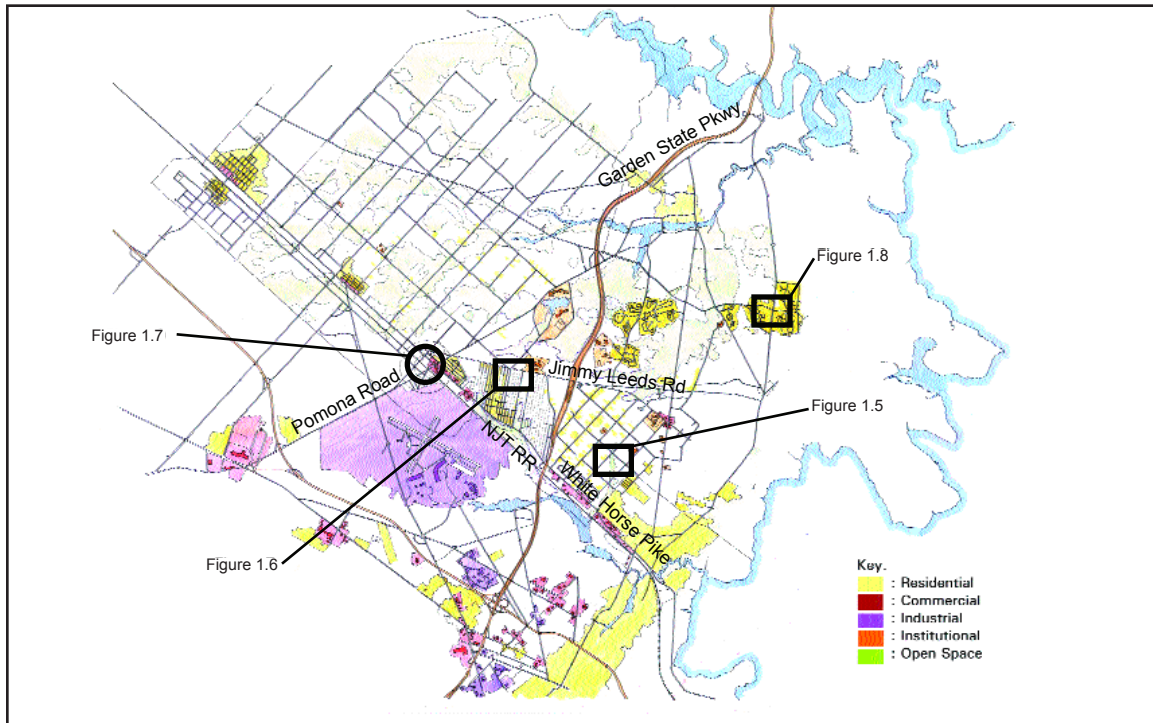 Garden State Pkwy
Figure 1.8
Figure 1.7
Jimmy Leeds Rd
Pomona Road
Figure 1.5
NJT RR
White Horse Pike
Figure 1.6
Key.
: Residential
: Commercial
: Industrial
: Institutional
: Open Space